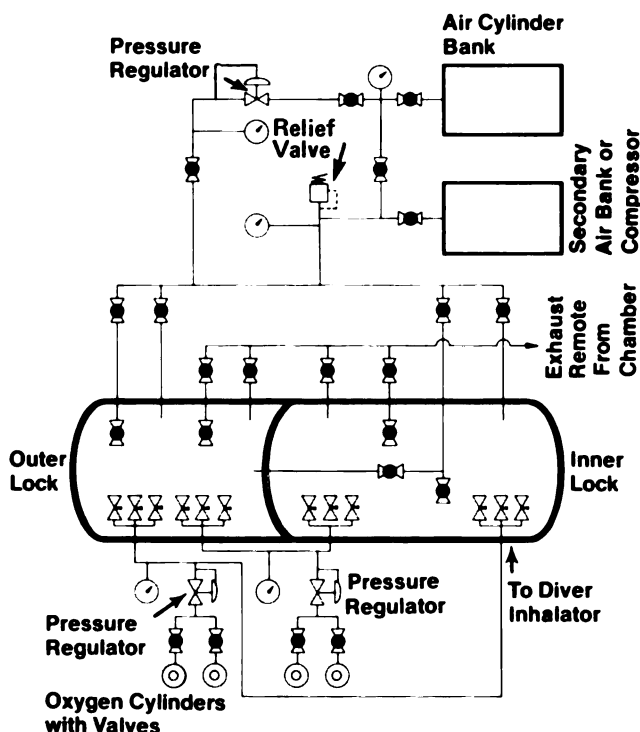 Pressure
Regulator
Air Cylinder
Bank
Relief
Valve
Secondary
Air Bank or
Compressor
Exhaust
Remote
From
Chamber
Outer
Lock
Inner
Lock
Pressure
Regulator
To Diver
Inhalator
Pressure
Regulator
Oxygen Cylinders
with Valves